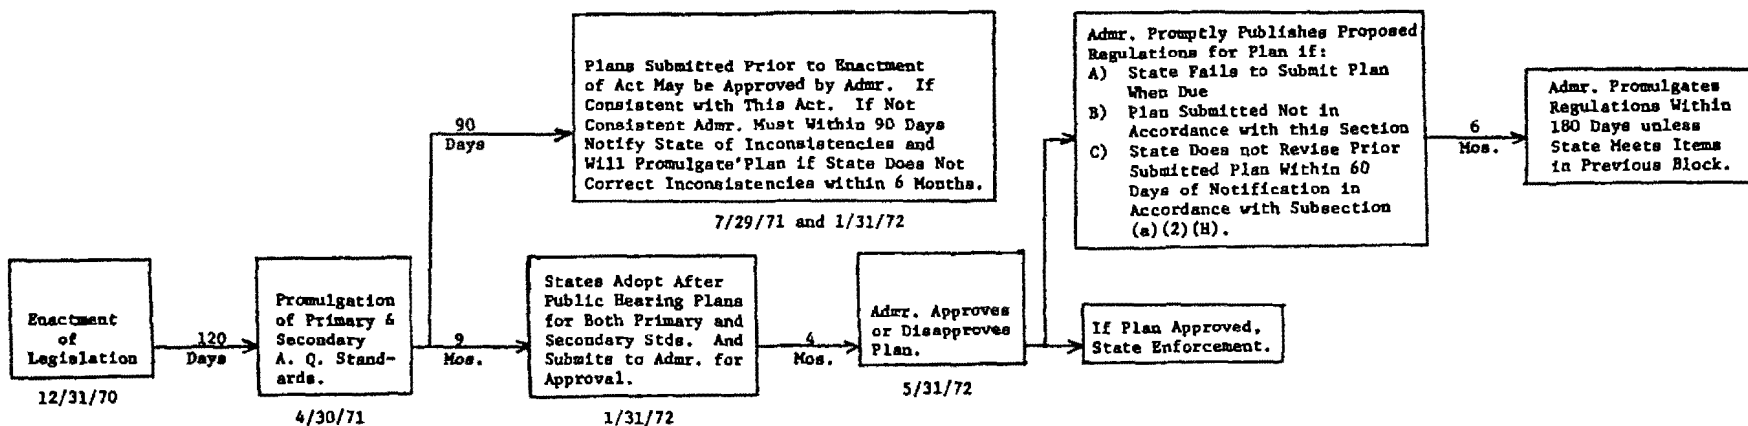 Enactment
of
Legislation
12/31/70
120
Days
Promulgation
of Primary &
Secondary
A. Q. Stand-
ards.
4/30/71
90
Days
Plans Submitted Prior to Enactment
of Act May be Approved by Admr. If
Consistent with This Act. If Not
Consistent Admr. Must Within 90 Days
Notify State of Inconsistencies and
Will Promulgate'Plan if State Does Not
Correct Inconsistencies within 6 Months.
7/29/71 and 1/31/72
9
Mos.
States Adopt After
Public Hearing Plans
for Both Primary and
Secondary Stds. And
Submits to Admr. for
Approval.
1/31/72
4
Mos.
Admr. Approves
or Disapproves
Plan.
5/31/72
Admr. Promptly Publishes Proposed
Regulations for Plan if:
A) State Fails to Submit Plan
When Due
B) Plan Submitted Not in
Accordance with this Section
C) State Does not Revise Prior
Submitted Plan Within 60
Days of Notification in
Accordance with Subsection
(a)(2)(H).
6
Mos.
Admr. Promulgates
Regulations Within
180 Days unless
State Meets Items
in Previous Block.
If Plan Approved,
State Enforcement.